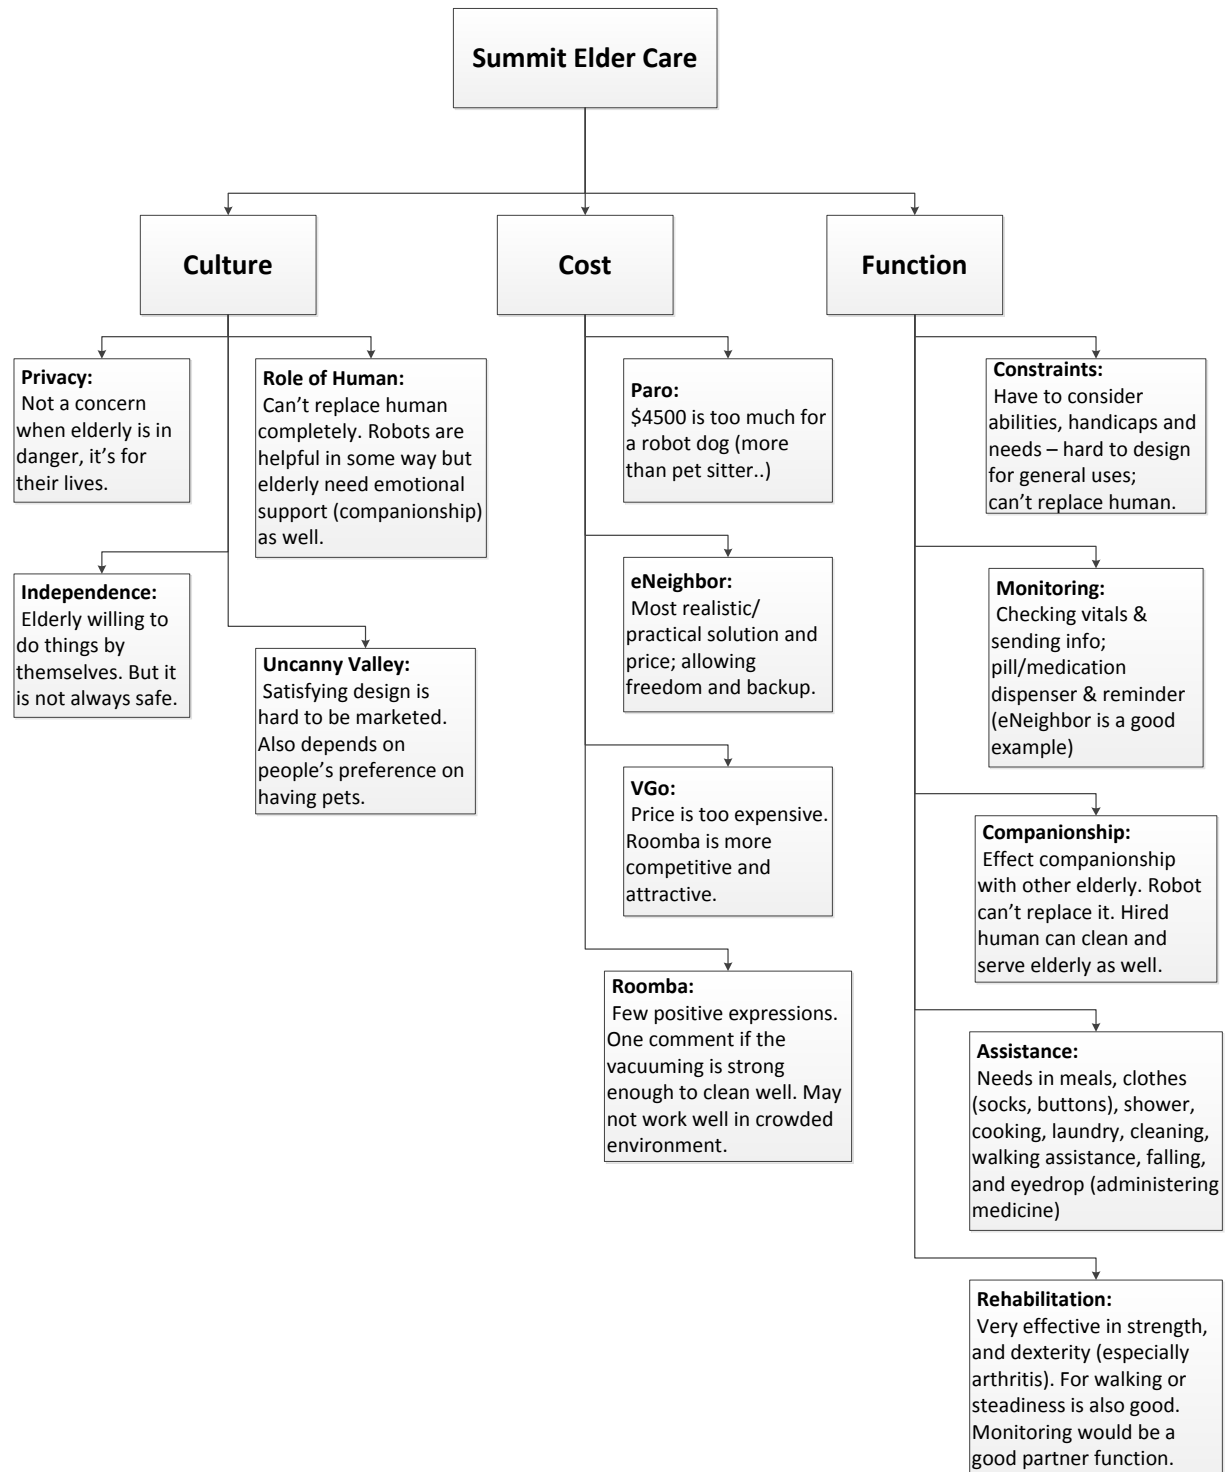 Summit Elder Care
Culture
Cost
Function
Privacy:
Not a concern
when elderly is in
danger, it’s for
their lives.
Role of Human:
Can’t replace human
completely. Robots are
helpful in some way but
elderly need emotional
support (companionship)
as well.
Independence:
Elderly willing to
do things by
themselves. But it
is not always safe.
Uncanny Valley:
Satisfying design is
hard to be marketed.
Also depends on
people’s preference on
having pets.
Paro:
$4500 is too much for
a robot dog (more
than pet sitter..)
eNeighbor:
Most realistic/
practical solution and
price; allowing
freedom and backup.
VGo:
Price is too expensive.
Roomba is more
competitive and
attractive.
Roomba:
Few positive expressions.
One comment if the
vacuuming is strong
enough to clean well. May
not work well in crowded
environment.
Constraints:
Have to consider
abilities, handicaps and
needs – hard to design
for general uses;
can’t replace human.
Monitoring:
Checking vitals &
sending info;
pill/medication
dispenser & reminder
(eNeighbor is a good
example)
Companionship:
Effect companionship
with other elderly. Robot
can’t replace it. Hired
human can clean and
serve elderly as well.
Assistance:
Needs in meals, clothes
(socks, buttons), shower,
cooking, laundry, cleaning,
walking assistance, falling,
and eyedrop (administering
medicine)
Rehabilitation:
Very effective in strength,
and dexterity (especially
arthritis). For walking or
steadiness is also good.
Monitoring would be a
good partner function.